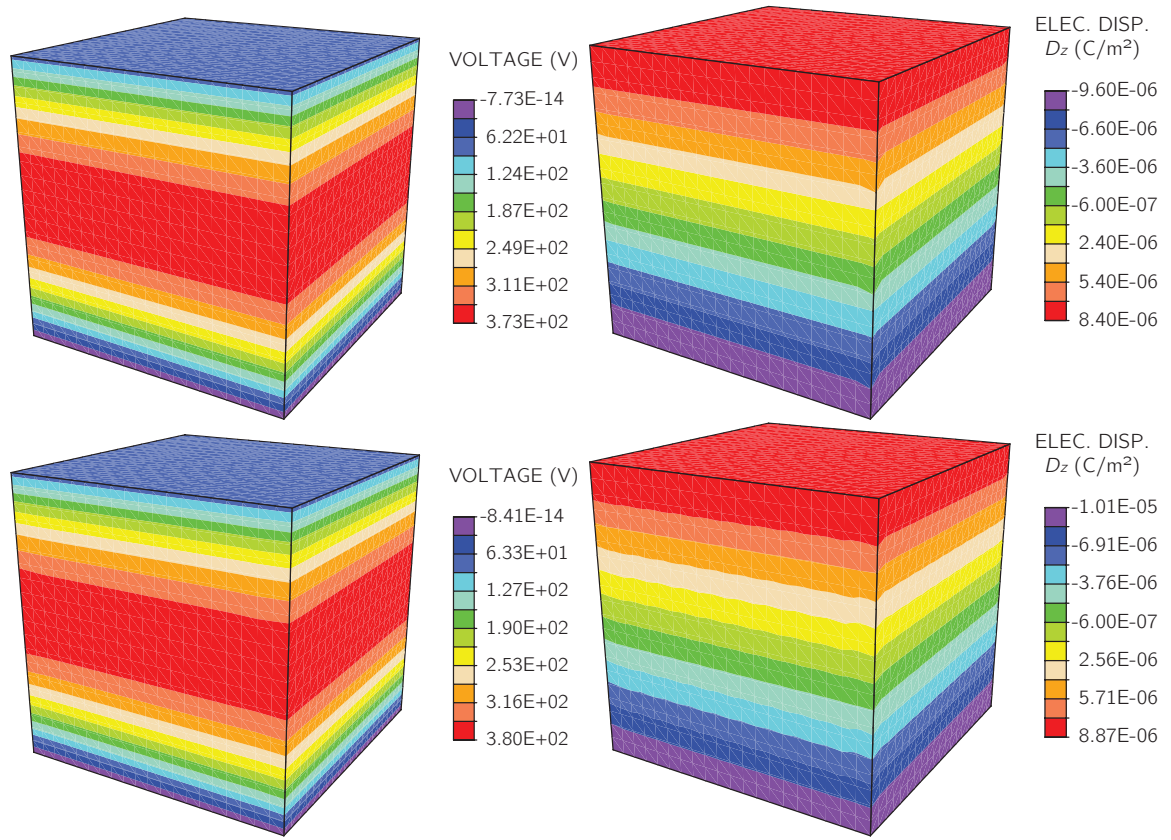 VOLTAGE (V)
-7.73E-14
6.22E+01
1.24E+02
1.87E+02
2.49E+02
3.11E+02
3.73E+02
ELEC. DISP.
Dz (C/m²)
-9.60E-06
-6.60E-06
-3.60E-06
-6.00E-07
2.40E-06
5.40E-06
8.40E-06
VOLTAGE (V)
-8.41E-14
6.33E+01
1.27E+02
1.90E+02
2.53E+02
3.16E+02
3.80E+02
ELEC. DISP.
Dz (C/m²)
-1.01E-05
-6.91E-06
-3.76E-06
-6.00E-07
2.56E-06
5.71E-06
8.87E-06